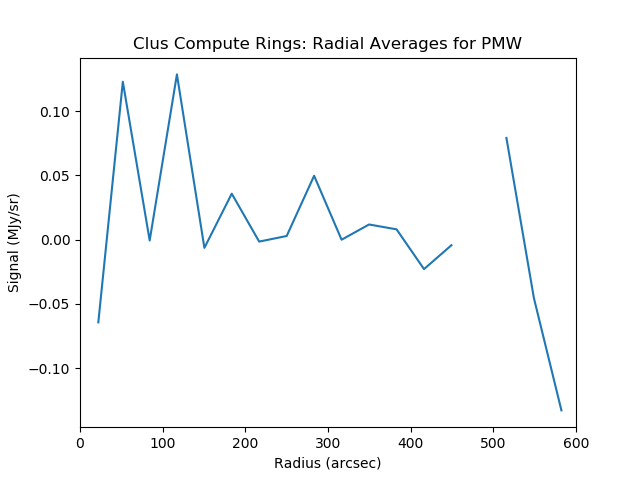 Clus Compute Rings: Radial Averages for PMW
Signal (MJy/sr)
0.10
0.05
0.00
−0.05
−0.10
0 100 200 300 400 500 600
Radius (arcsec)